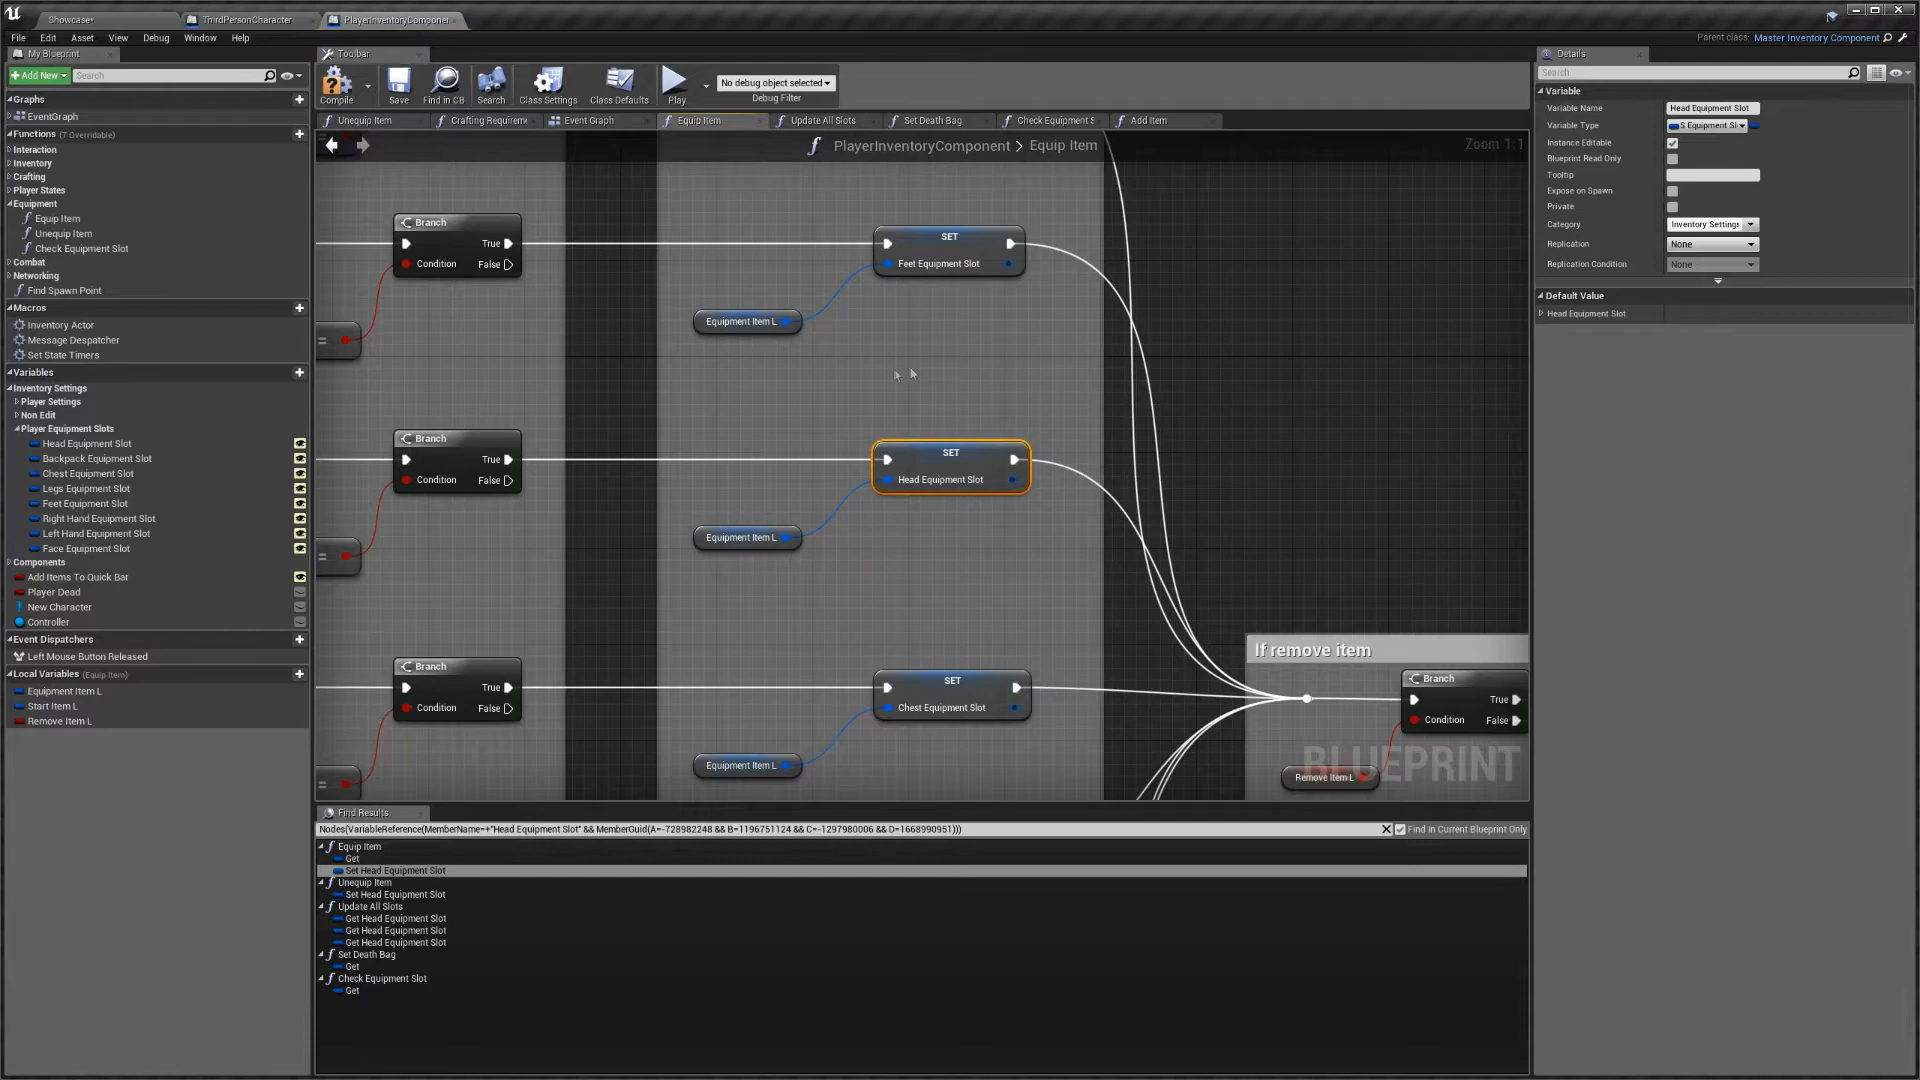 Showcase*
ThirdPersonCharacter
PlayerInventoryComponen
File Edit Asset View Debug Window Help
Parent class: Master Inventory Component
My Blueprint
Toolbar
Details
+Add New
Search
Compile
Save
Find in CB
Search
Class Settings
Class Defaults
Play
No debug object selected
Debug Filter
Search
Graphs
EventGraph
Functions (7 Overridable)
Interaction
Inventory
Crafting
Player States
Equipment
Equip Item
Unequip Item
Check Equipment Slot
Combat
Networking
Find Spawn Point
Macros
Inventory Actor
Message Despatcher
Set State Timers
Variables
Inventory Settings
Player Settings
Non Edit
Player Equipment Slots
Head Equipment Slot
Backpack Equipment Slot
Chest Equipment Slot
Legs Equipment Slot
Feet Equipment Slot
Right Hand Equipment Slot
Left Hand Equipment Slot
Face Equipment Slot
Components
Add Items To Quick Bar
Player Dead
New Character
Controller
Event Dispatchers
Left Mouse Button Released
Local Variables (Equip Item)
Equipment Item L
Start Item L
Remove Item L
Unequip Item
Crafting Requirem
Event Graph
Equip Item
Update All Slots
Set Death Bag
Check Equipment S
Add Item
PlayerInventoryComponent > Equip Item
Zoom 1:1
Branch
True
Condition False
SET
Feet Equipment Slot
Equipment Item L
=
Branch
True
Condition False
SET
Head Equipment Slot
Equipment Item L
=
Branch
True
Condition False
SET
Chest Equipment Slot
Equipment Item L
=
If remove item
Branch
True
Condition False
Remove Item L
BLUEPRINT
Find Results
Nodes(VariableReference(MemberName=+"Head Equipment Slot" && MemberGuid(A=-728982248 && B=1196751124 && C=-1297980006 && D=1668990951)))
Find In Current Blueprint Only
Equip Item
Get
Set Head Equipment Slot
Unequip Item
Set Head Equipment Slot
Update All Slots
Get Head Equipment Slot
Get Head Equipment Slot
Get Head Equipment Slot
Set Death Bag
Get
Check Equipment Slot
Get
Variable
Variable Name Head Equipment Slot
Variable Type S Equipment Sl
Instance Editable
Blueprint Read Only
Tooltip
Expose on Spawn
Private
Category Inventory Settings
Replication None
Replication Condition None
Default Value
Head Equipment Slot